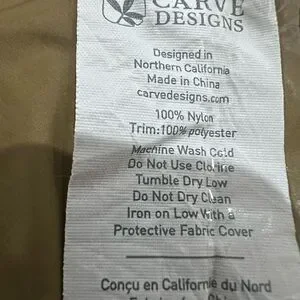 CARVE
DESIGNS
Designed in
Northern California
Made in China
carvedesigns.com
100% Nylon
Trim:100% polyester
Machine Wash Cold
Do Not Use Clorine
Tumble Dry Low
Do Not Dry Clean
Iron on Low With a
Protective Fabric Cover
Conçu en Californie du Nord